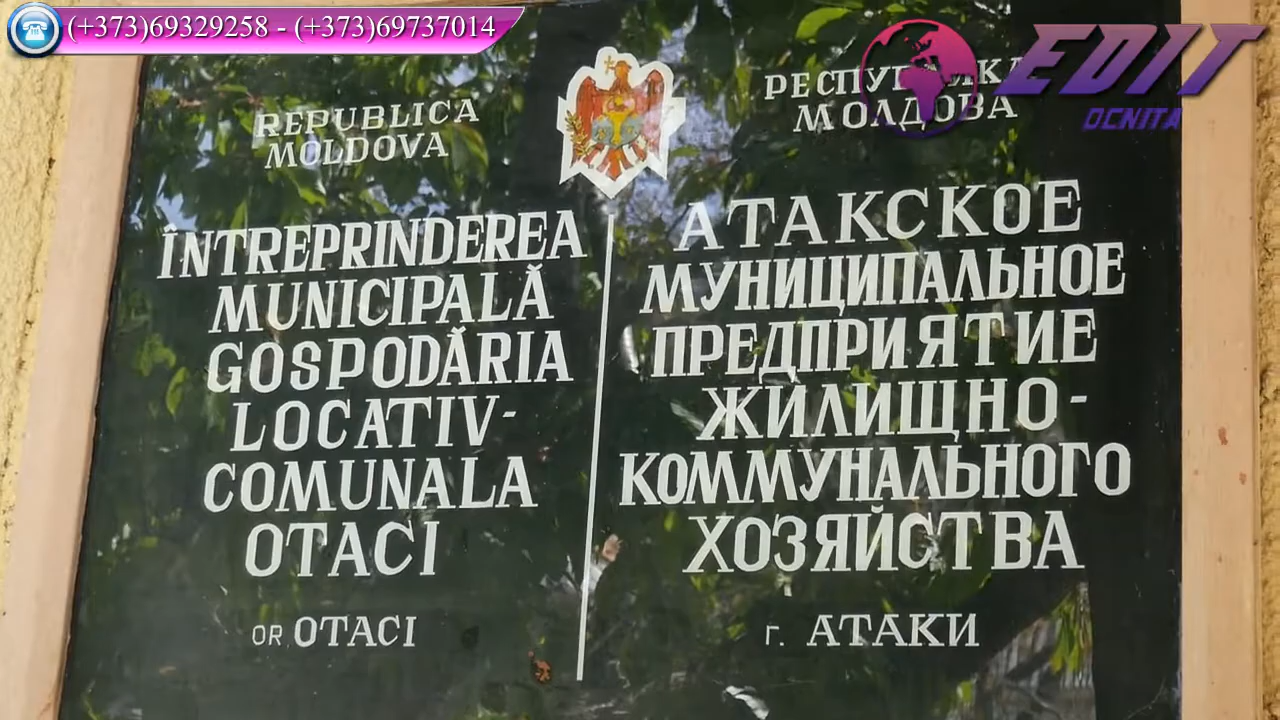 (+373)69329258 - (+373)69737014
EDIT
OCNITA
REPUBLICA
MOLDOVA
РЕСПУБЛИКА
МОЛДОВА
ÎNTREPRINDEREA
MUNICIPALĂ
GOSPODĂRIA
LOCATIV-
COMUNALA
OTACI
OR OTACI
АТАКСКОЕ
МУНИЦИПАЛЬНОЕ
ПРЕДПРИЯТИЕ
ЖИЛИЩНО-
КОММУНАЛЬНОГО
ХОЗЯЙСТВА
г. АТАКИ